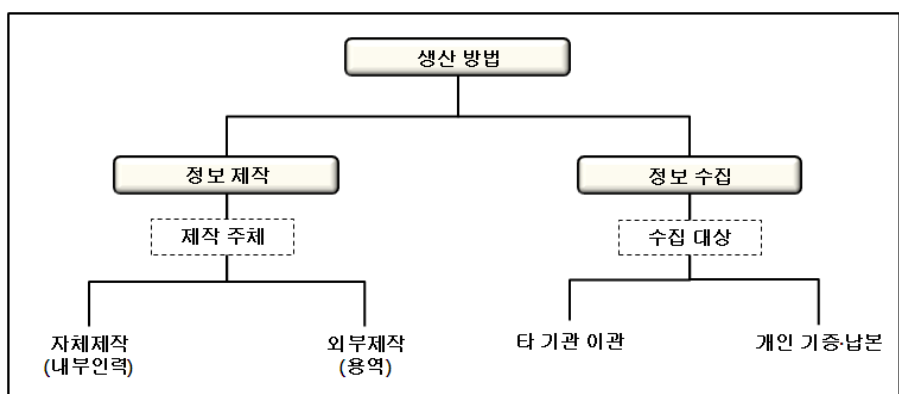 생산 방법
정보 제작
정보 수집
제작 주체
수집 대상
자체제작
(내부인력)
외부제작
(용역)
타 기관 이관
개인 기증·납본